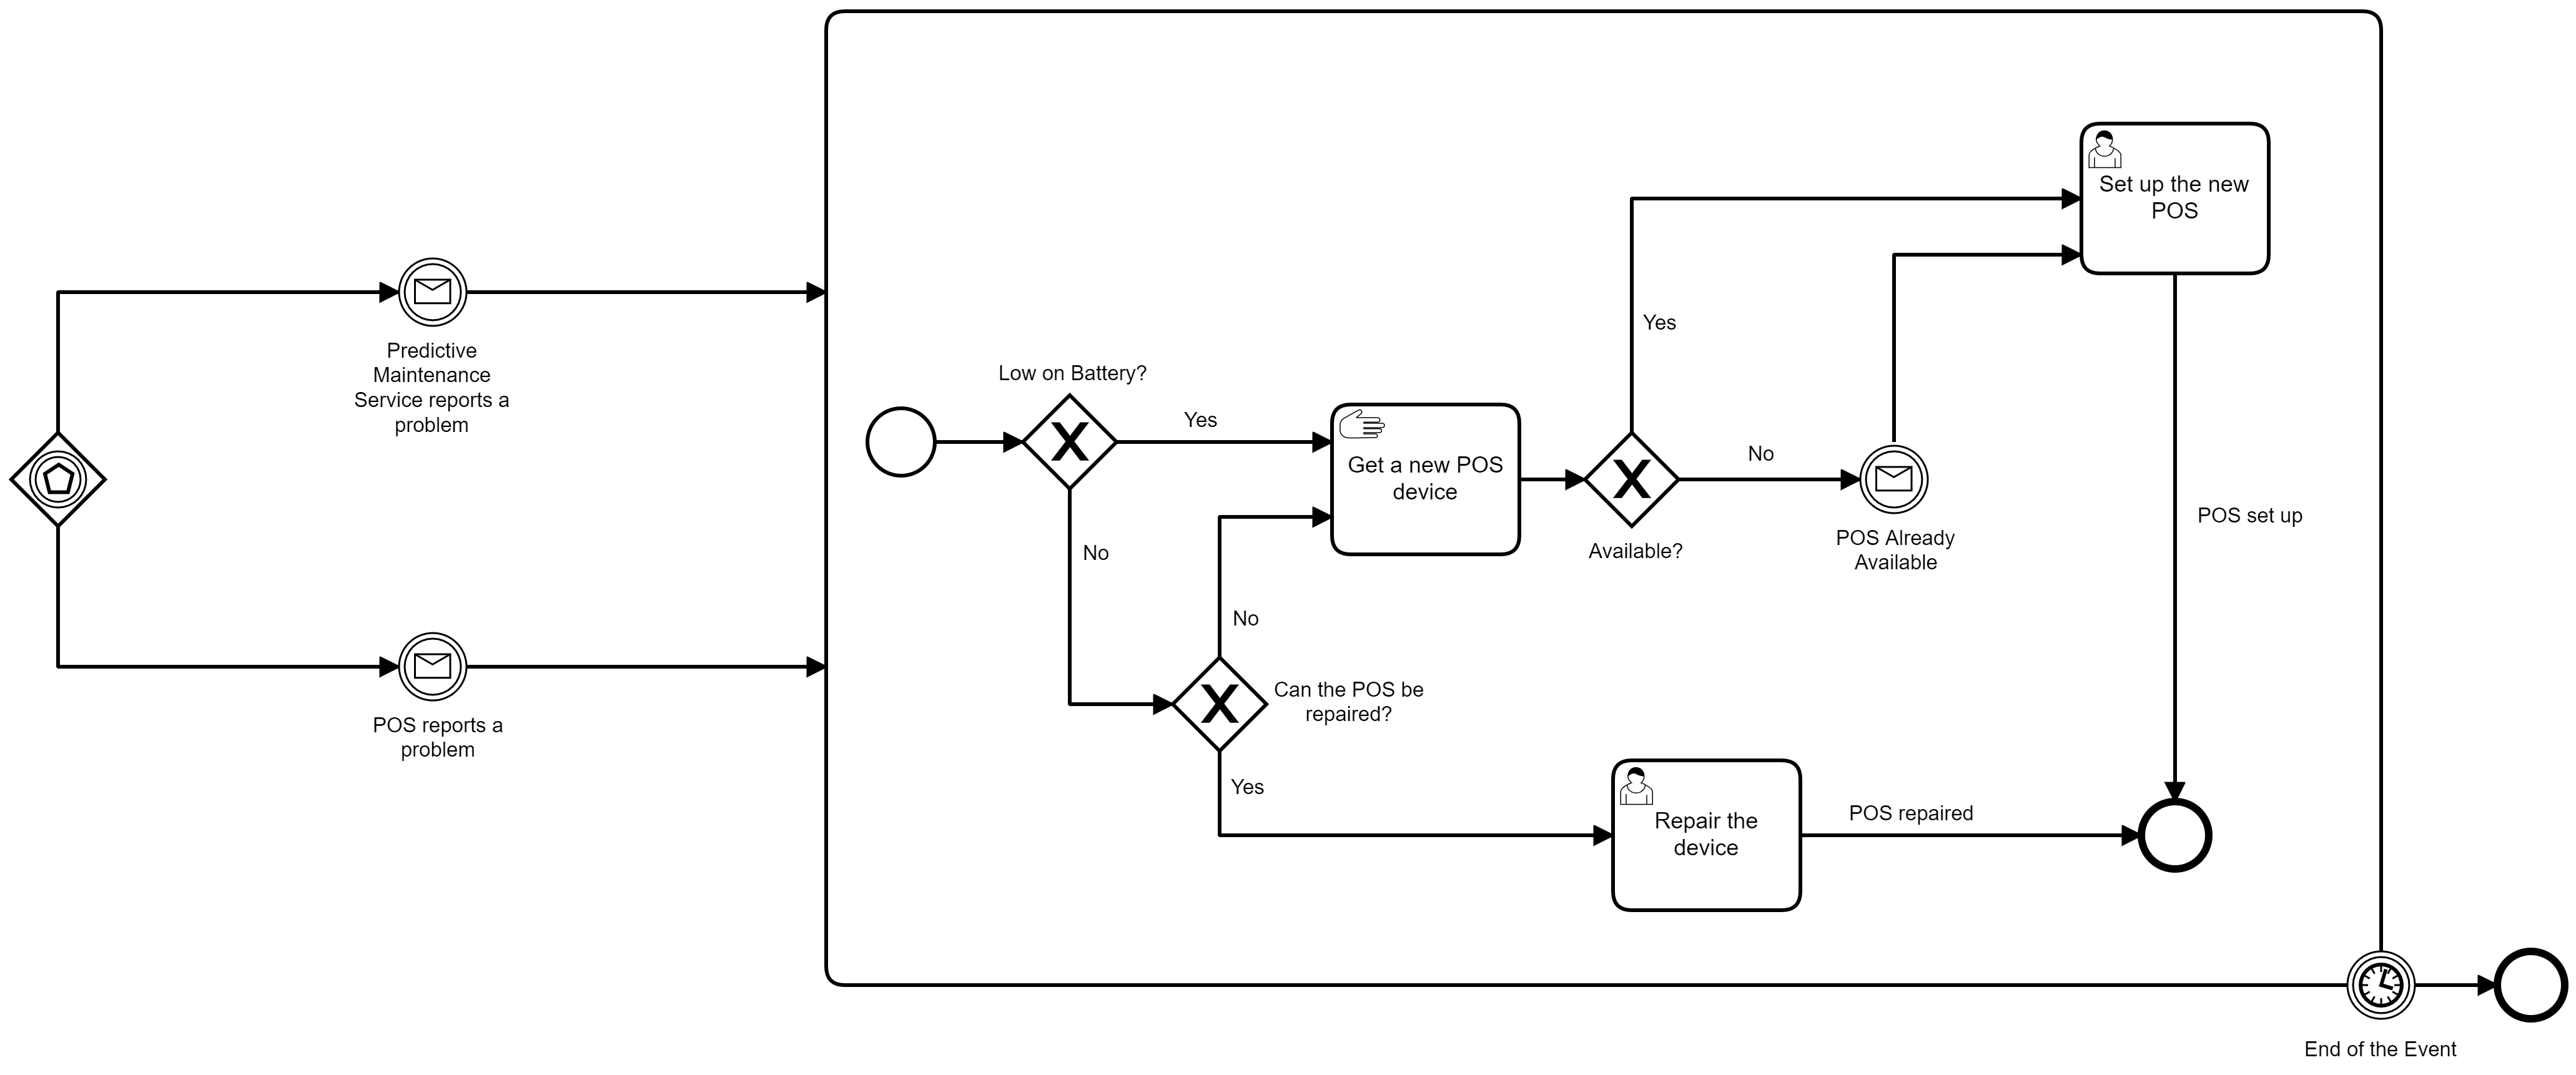 Set up the new
POS
Yes
Predictive
Maintenance
Service reports a
problem
Low on Battery?
Yes
Get a new POS
device
No
Available?
POS Already
Available
POS set up
No
No
Can the POS be
repaired?
POS reports a
problem
Yes
Repair the
device
POS repaired
End of the Event